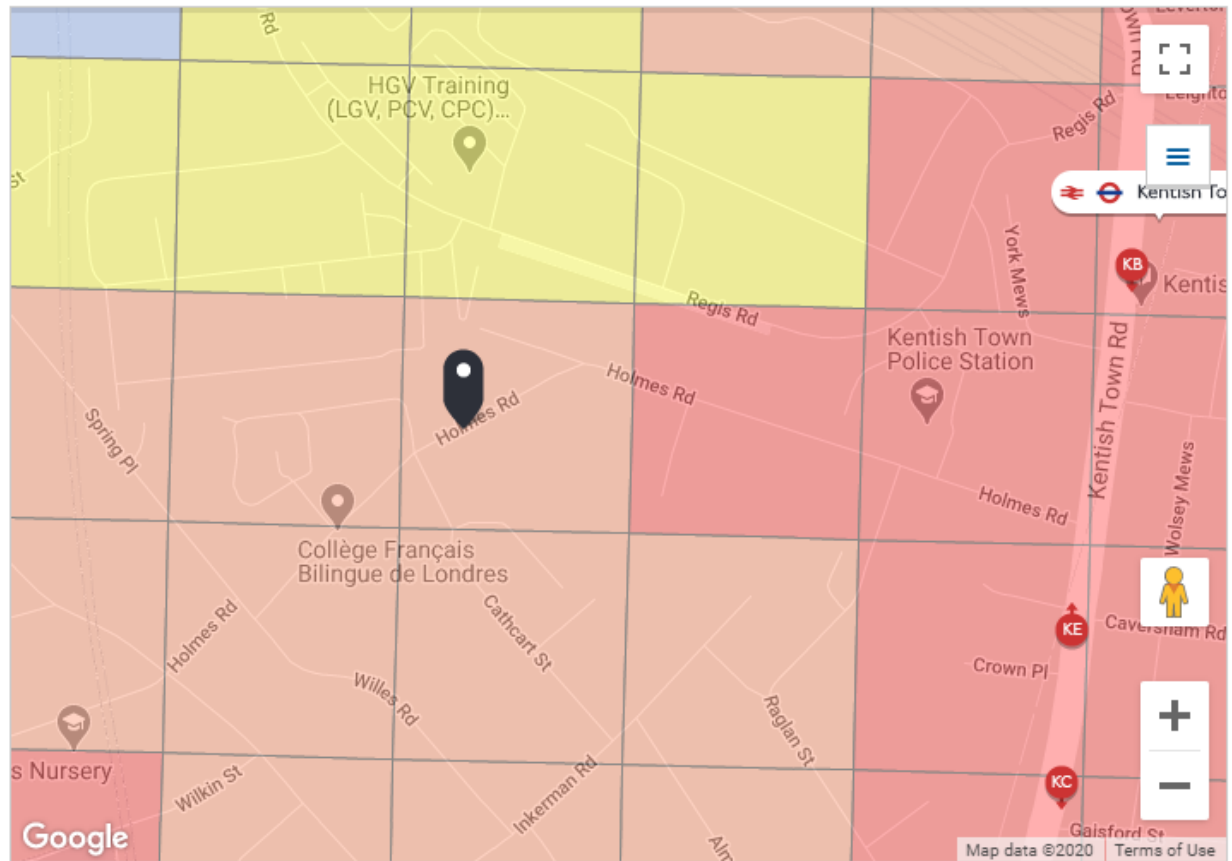 Rd
HGV Training
(LGV, PCV, CPC)...
Regis Rd
York Mews
Kentish To
KB
Kentis
Regis Rd
Kentish Town
Police Station
Kentish Town Rd
Holmes Rd
Holmes Rd
Spring Pl
Holmes Rd
Wolsey Mews
Collège Français
Bilingue de Londres
Cathcart St
Holmes Rd
KE
Caversham Rd
Crown Pl
Willes Rd
Raglan St
s Nursery
Wilkin St
Inkerman Rd
KC
Gaisford St
Google
Map data ©2020
Terms of Use